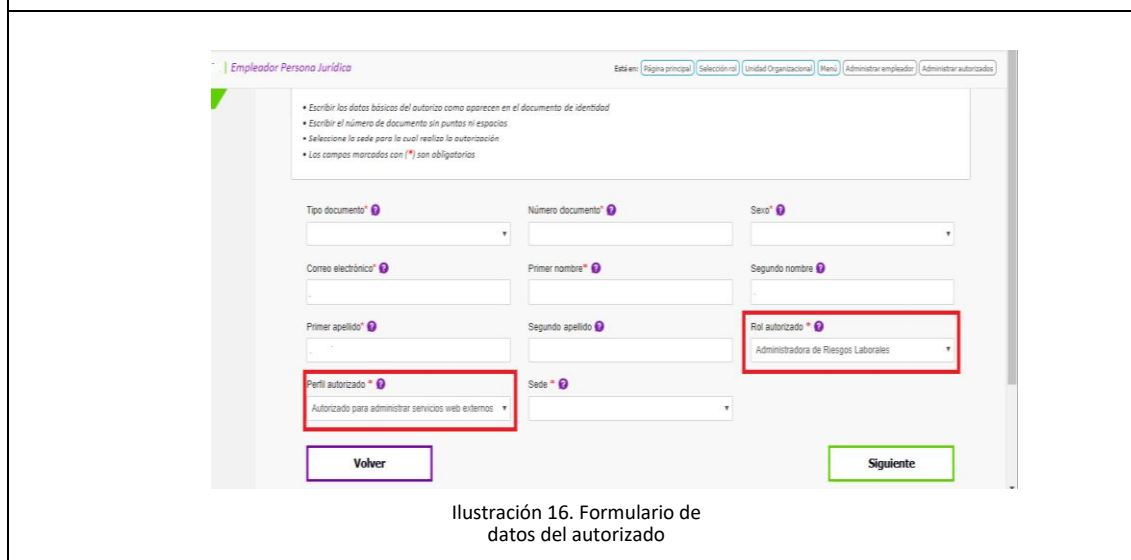 Empleador Persona Jurídica
Está en: Página principal Selección rol Unidad Organizacional Menú Administrar empleador Administrar autorizados
• Escribir los datos básicos del autorizo como aparecen en el documento de identidad
• Escribir el número de documento sin puntos ni espacios
• Seleccione la sede para la cual realiza la autorización
• Los campos marcados con (*) son obligatorios
Tipo documento* Número documento* Sexo*
Correo electrónico* Primer nombre* Segundo nombre
Primer apellido* Segundo apellido Rol autorizado *
Administradora de Riesgos Laborales
Perfil autorizado * Sede *
Autorizado para administrar servicios web externos
Volver Siguiente
Ilustración 16. Formulario de
datos del autorizado